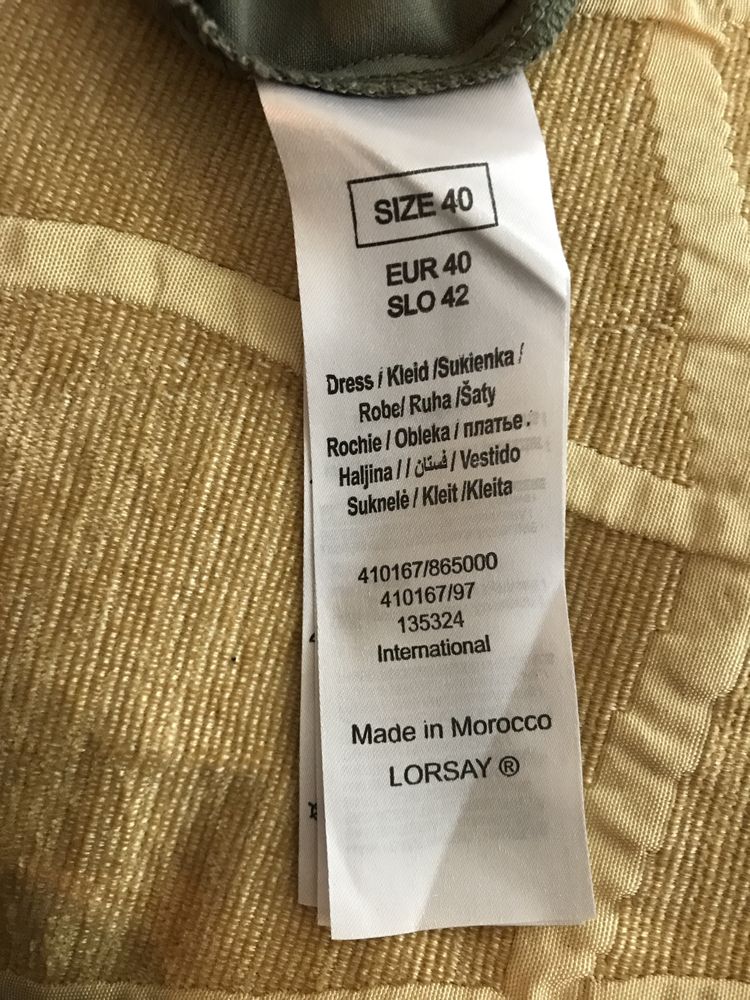 SIZE 40
EUR 40
SLO 42
Dress / Kleid /Sukienka /
Robe/ Ruha /Šaty
Rochie / Obleka / платье .
Haljina / / فستان / Vestido
Suknelė / Kleit /Kleita
410167/865000
410167/97
135324
International
Made in Morocco
LORSAY ®